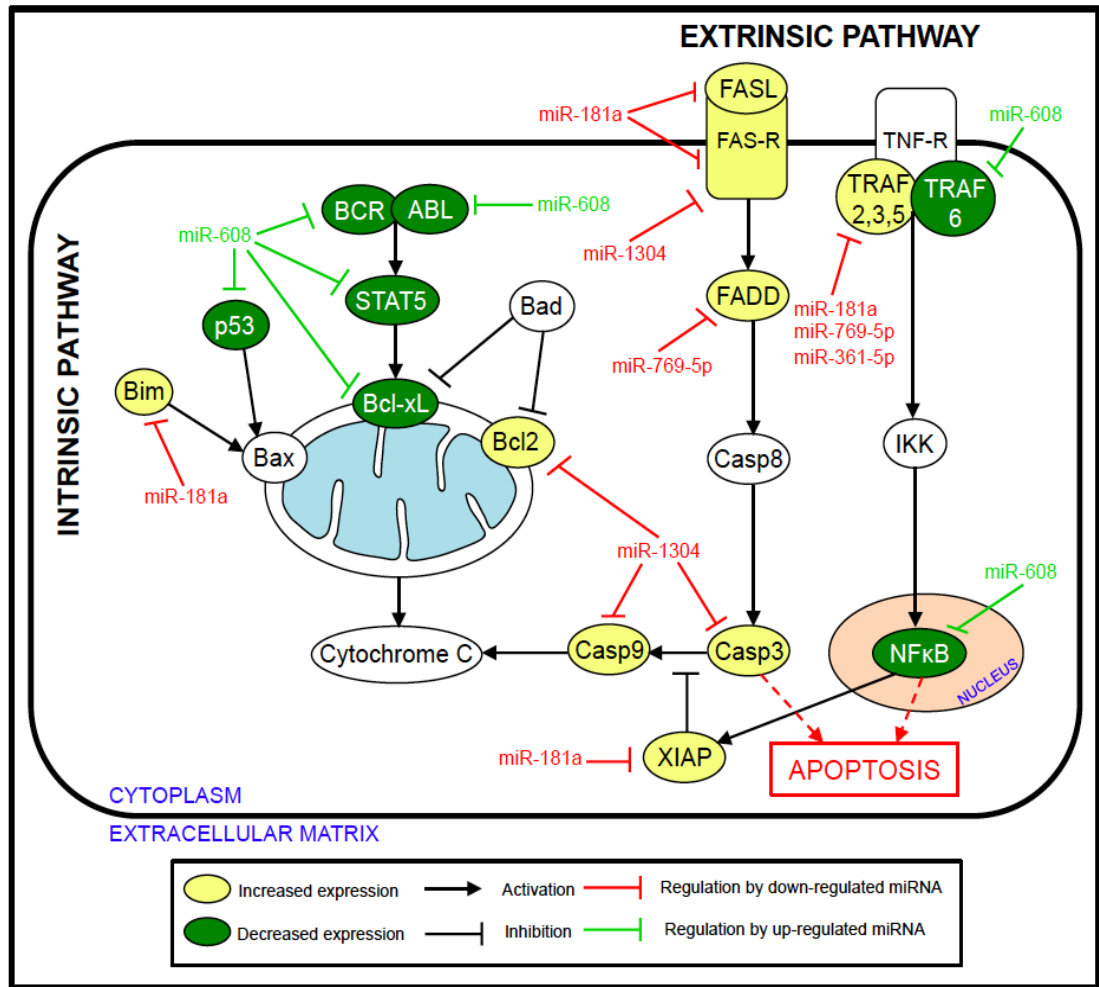 EXTRINSIC PATHWAY
INTRINSIC PATHWAY
FASL
miR-181a
FAS-R
TNF-R
miR-608
TRAF
2,3,5
TRAF
6
BCR
ABL
miR-608
miR-608
miR-1304
STAT5
Bad
FADD
miR-181a
miR-769-5p
miR-361-5p
p53
miR-769-5p
Bim
Bcl-xL
Bcl2
Bax
Casp8
IKK
miR-181a
miR-1304
miR-608
Cytochrome C
Casp9
Casp3
NFκB
NUCLEUS
miR-181a
XIAP
APOPTOSIS
CYTOPLASM
EXTRACELLULAR MATRIX
Increased expression
Activation
Regulation by down-regulated miRNA
Decreased expression
Inhibition
Regulation by up-regulated miRNA